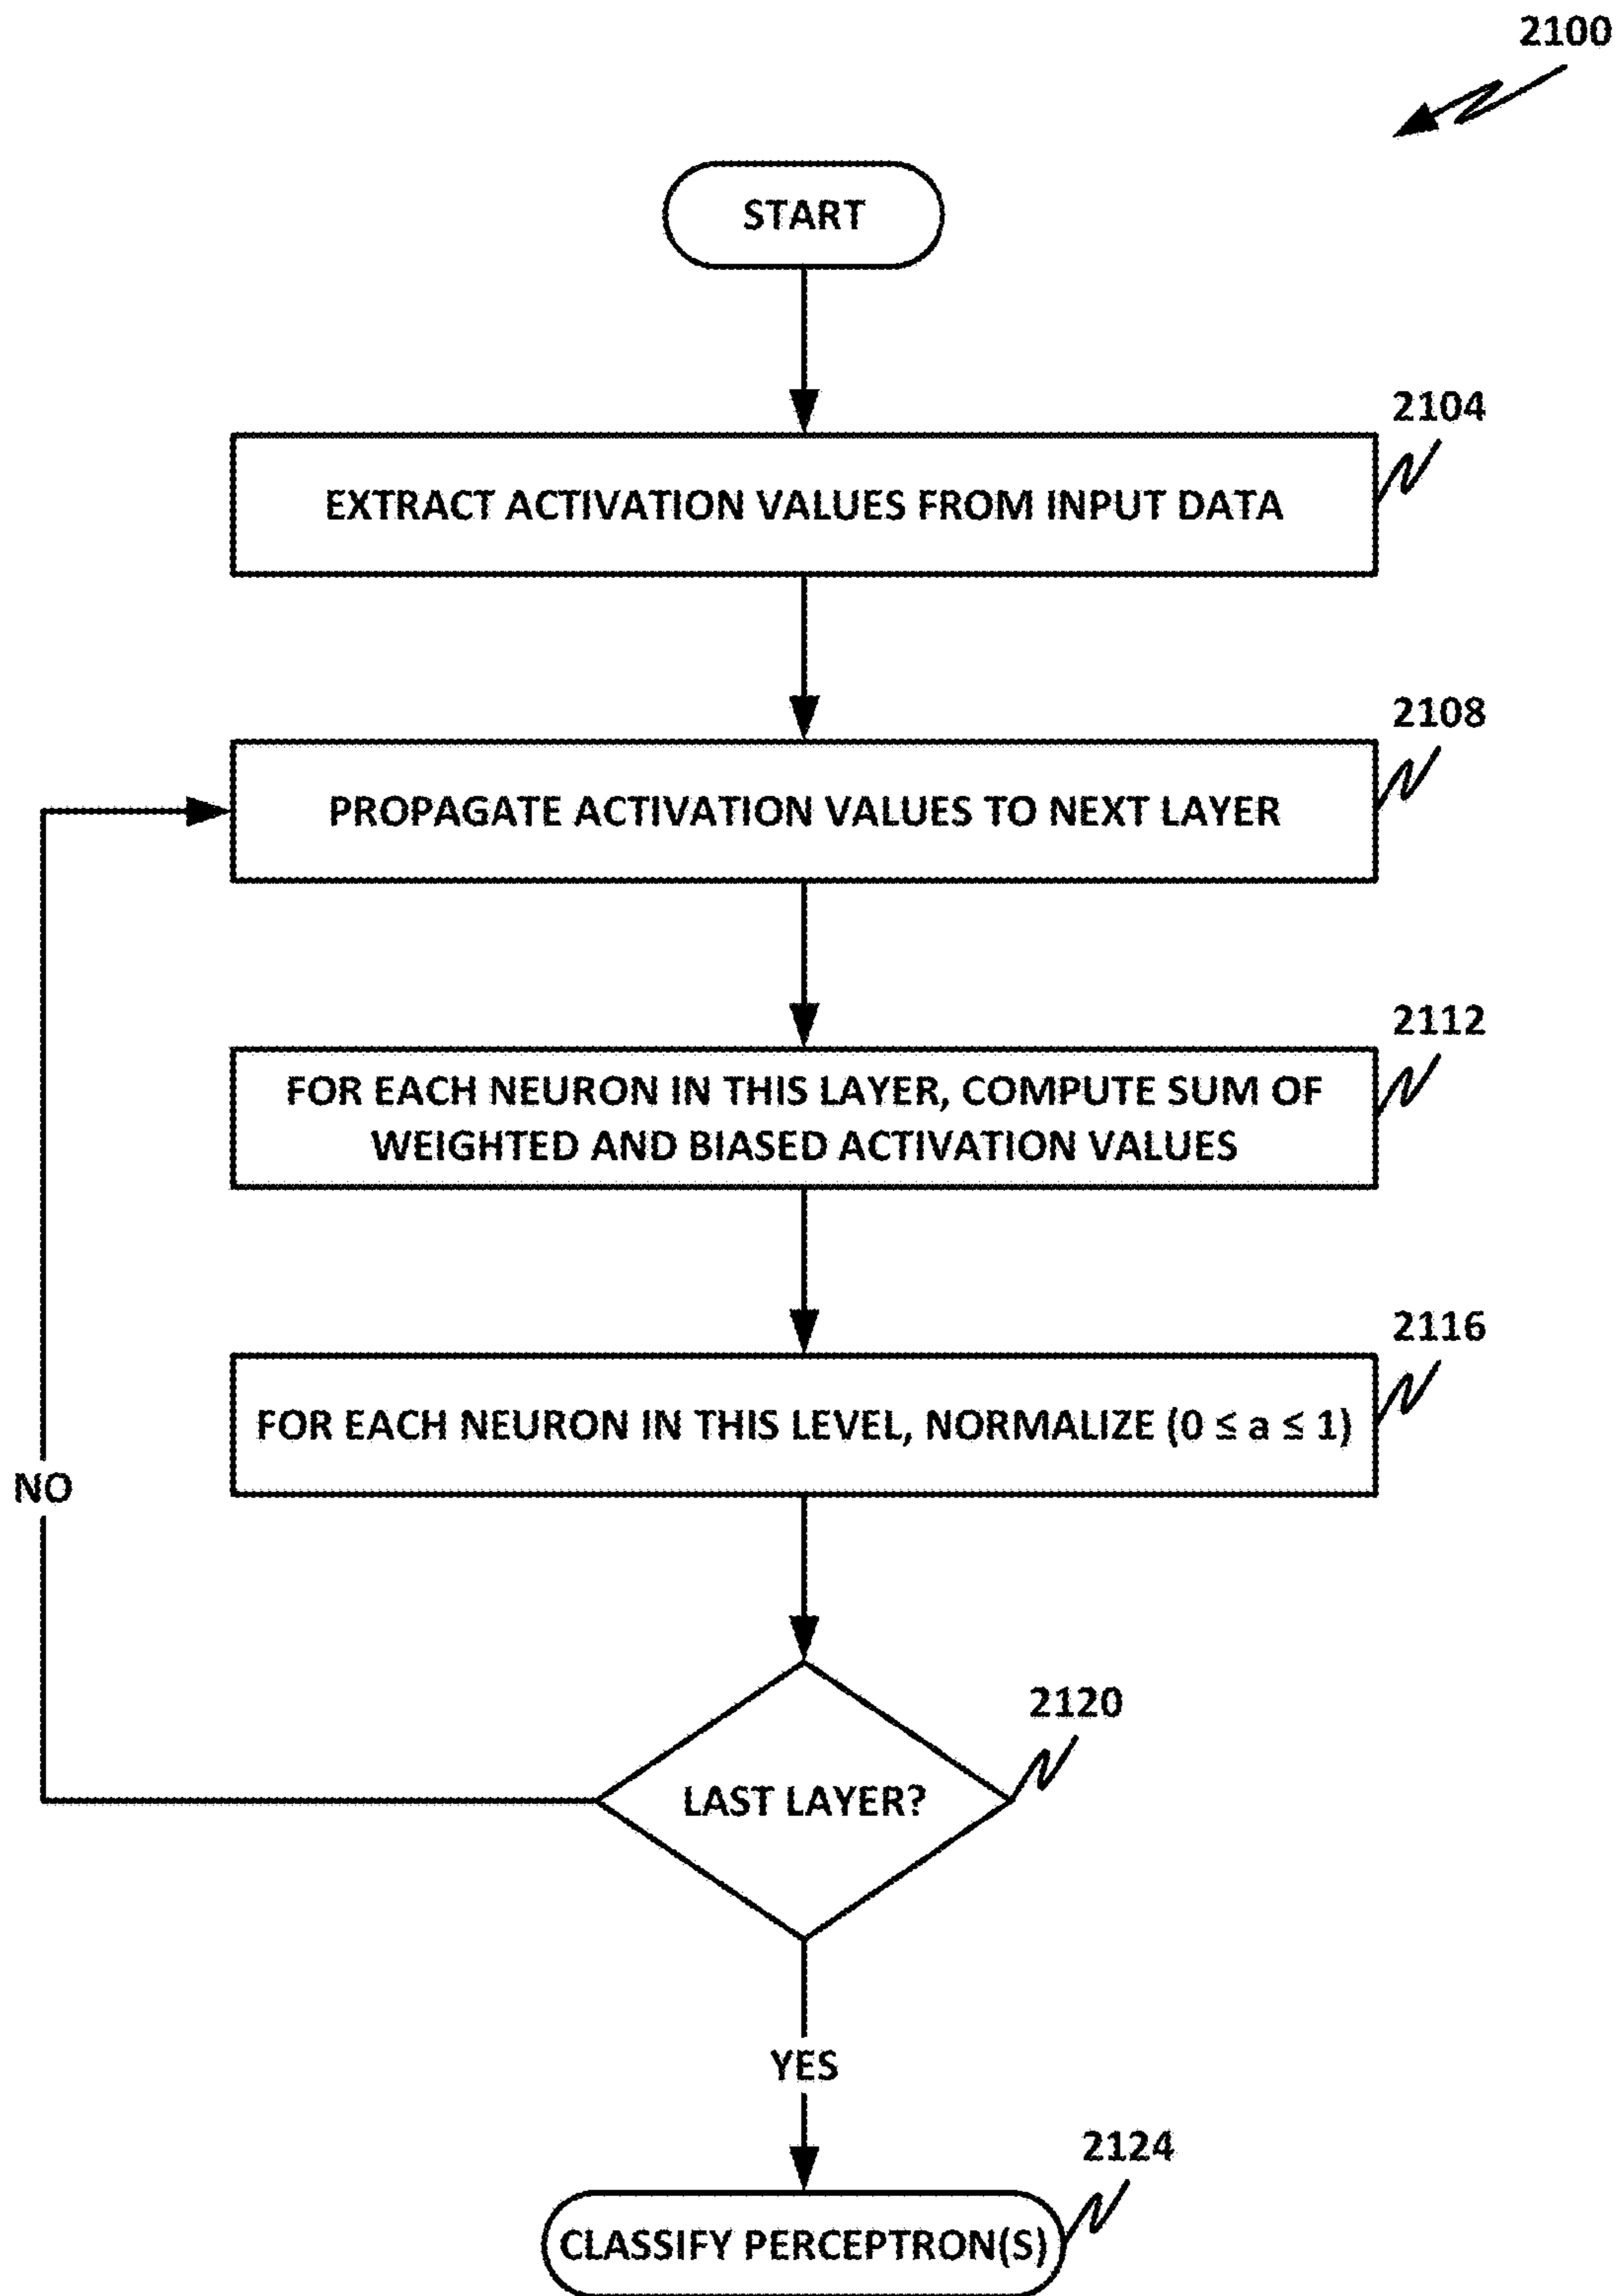 2100
START
2104
EXTRACT ACTIVATION VALUES FROM INPUT DATA
2108
PROPAGATE ACTIVATION VALUES TO NEXT LAYER
2112
FOR EACH NEURON IN THIS LAYER, COMPUTE SUM OF
WEIGHTED AND BIASED ACTIVATION VALUES
2116
FOR EACH NEURON IN THIS LEVEL, NORMALIZE (0 ≤ a ≤ 1)
NO
2120
LAST LAYER?
YES
2124
CLASSIFY PERCEPTRON(S)